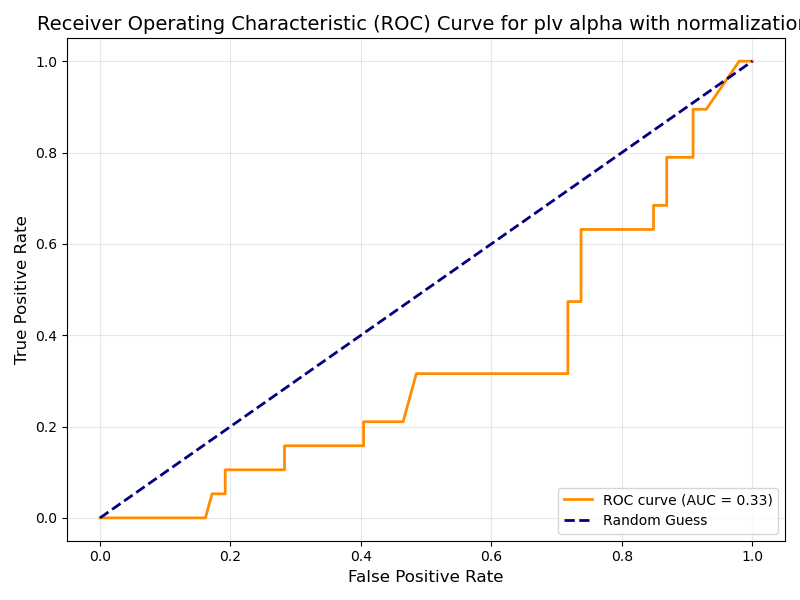 Receiver Operating Characteristic (ROC) Curve for plv alpha with normalization
True Positive Rate
1.0
0.8
0.6
0.4
0.2
0.0
ROC curve (AUC = 0.33)
Random Guess
0.0 0.2 0.4 0.6 0.8 1.0
False Positive Rate